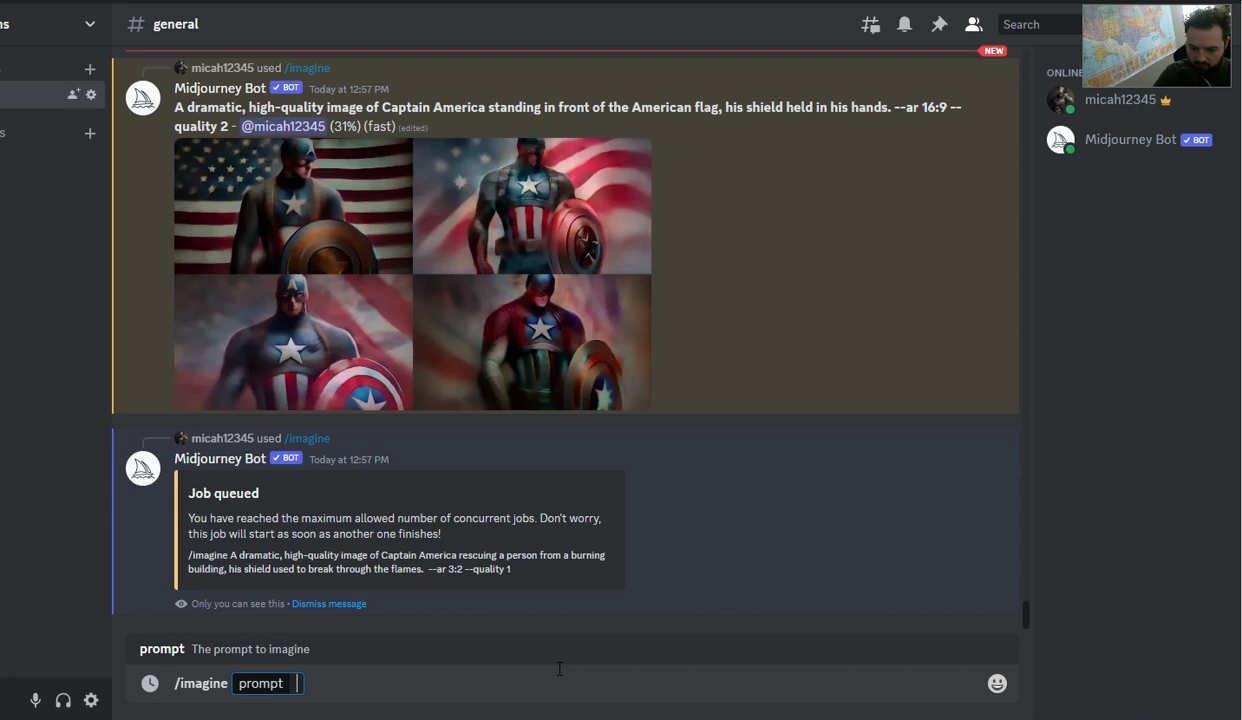 ns
# general
Search
NEW
micah12345 used /imagine
Midjourney Bot ✓ BOT Today at 12:57 PM
A dramatic, high-quality image of Captain America standing in front of the American flag, his shield held in his hands. --ar 16:9 --
quality 2 - @micah12345 (31%) (fast) (edited)
ONLINE
micah12345
Midjourney Bot ✓ BOT
micah12345 used /imagine
Midjourney Bot ✓ BOT Today at 12:57 PM
Job queued
You have reached the maximum allowed number of concurrent jobs. Don't worry,
this job will start as soon as another one finishes!
/imagine A dramatic, high-quality image of Captain America rescuing a person from a burning
building, his shield used to break through the flames. --ar 3:2 --quality 1
Only you can see this • Dismiss message
prompt The prompt to imagine
/imagine prompt